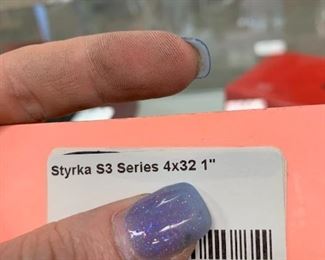 Styrka S3 Series 4x32 1"